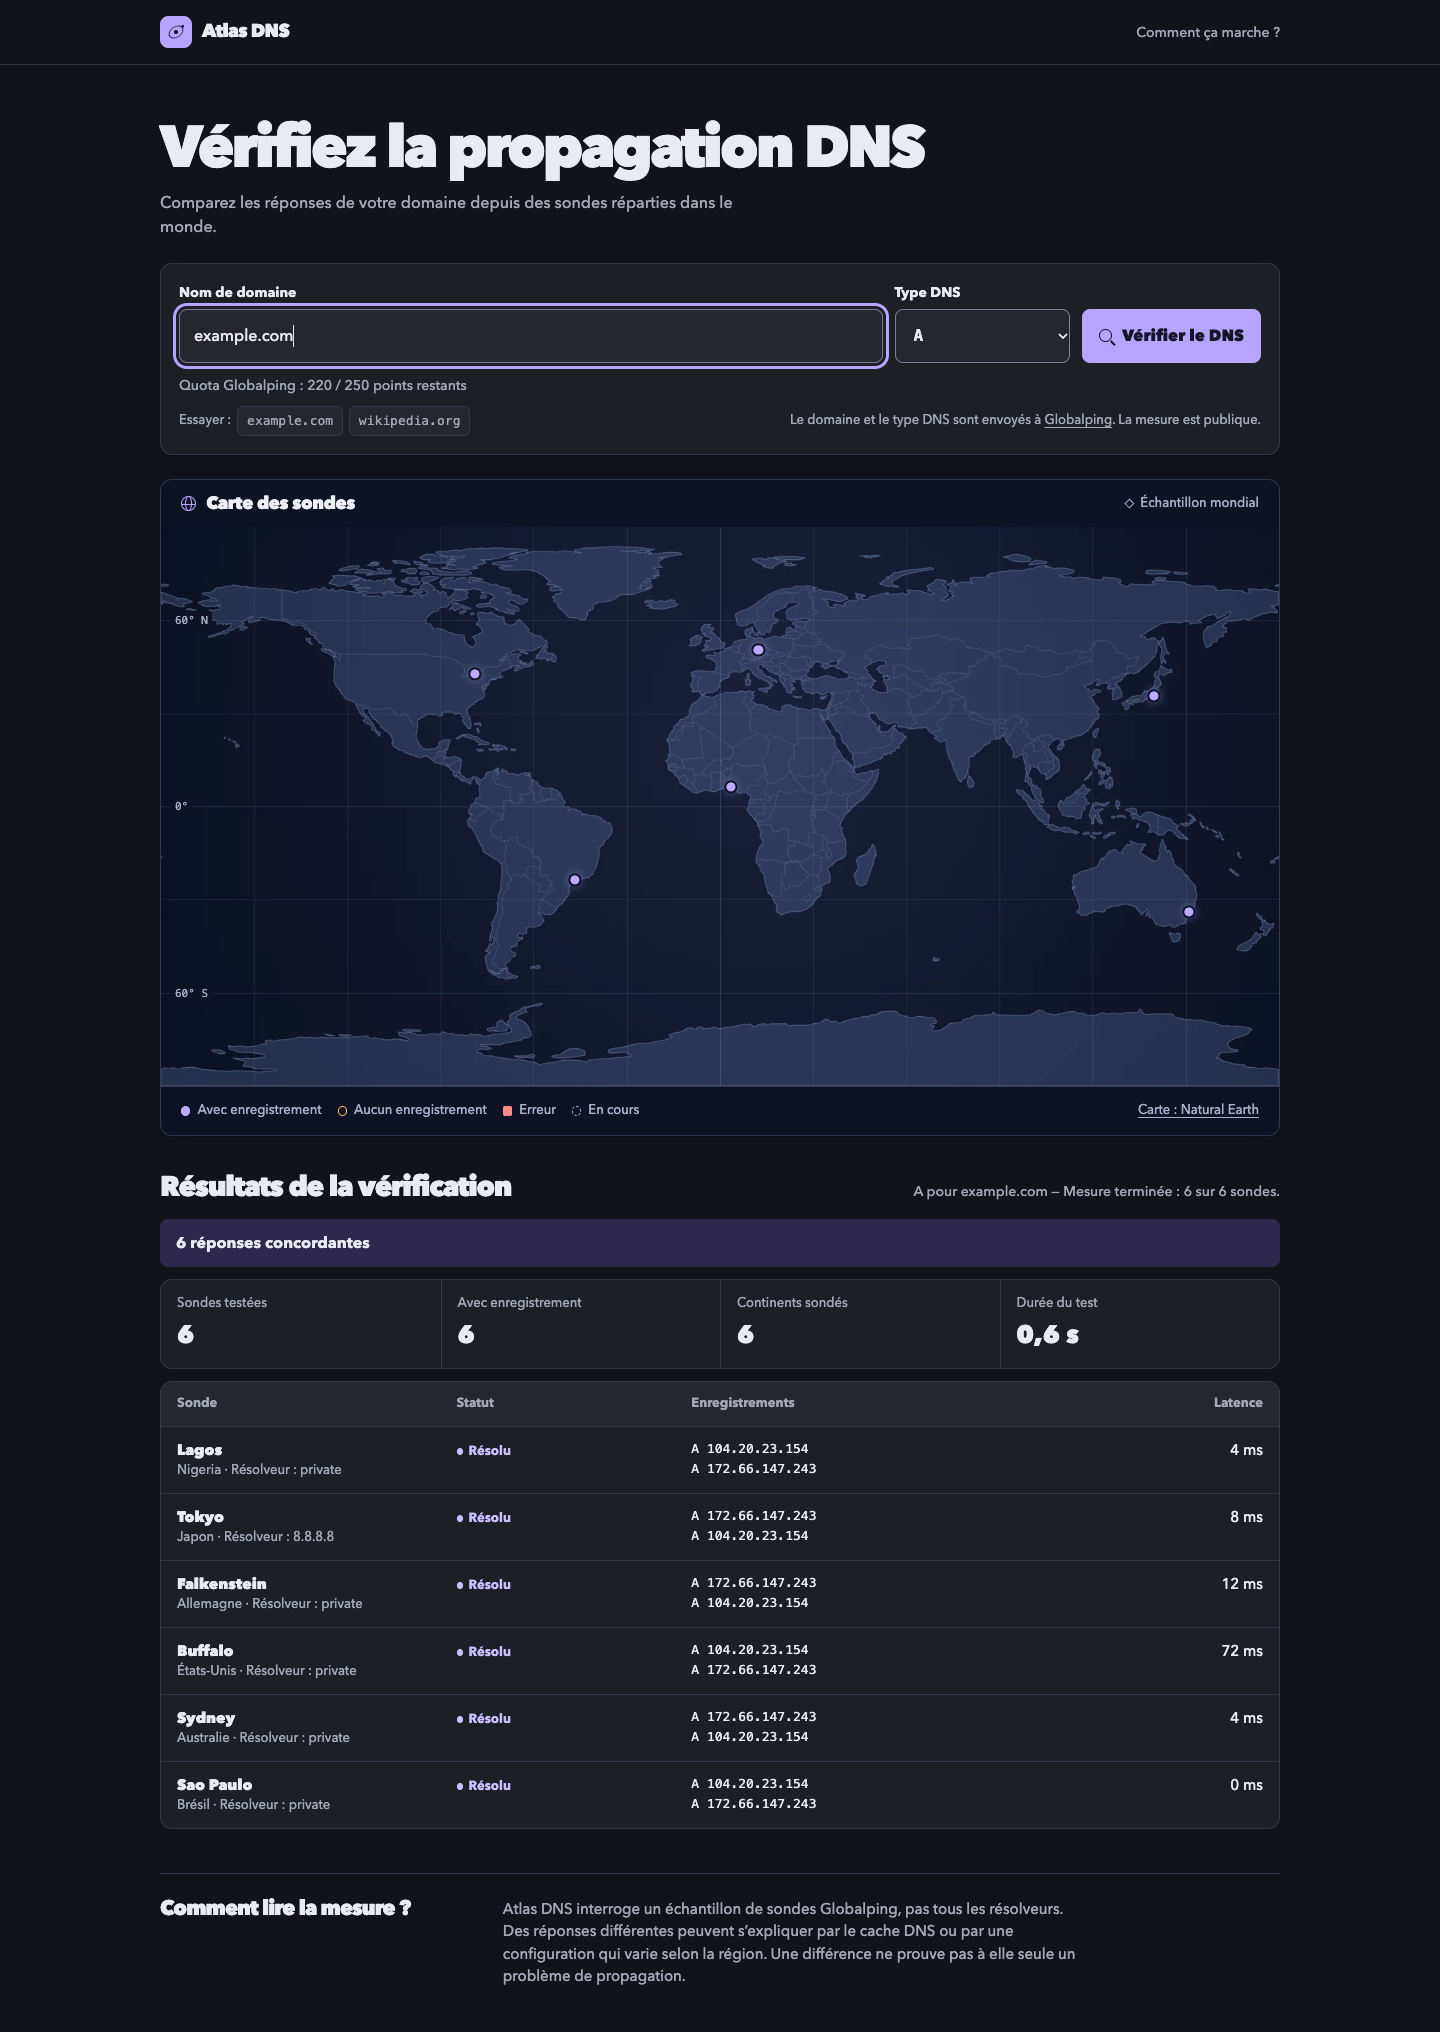 Atlas DNS
Comment ça marche ?
Vérifiez la propagation DNS
Comparez les réponses de votre domaine depuis des sondes réparties dans le
monde.
Nom de domaine
Type DNS
example.com
A
Vérifier le DNS
Quota Globalping : 220 / 250 points restants
Essayer : example.com wikipedia.org
Le domaine et le type DNS sont envoyés à Globalping. La mesure est publique.
Carte des sondes
◇ Échantillon mondial
60° N
0°
60° S
Avec enregistrement
Aucun enregistrement
Erreur
En cours
Carte : Natural Earth
Résultats de la vérification
A pour example.com – Mesure terminée : 6 sur 6 sondes.
6 réponses concordantes
Sondes testées
6
Avec enregistrement
6
Continents sondés
6
Durée du test
0,6 s
Sonde Statut Enregistrements Latence
Lagos
Nigeria · Résolveur : private
Résolu
A 104.20.23.154
A 172.66.147.243
4 ms
Tokyo
Japon · Résolveur : 8.8.8.8
Résolu
A 172.66.147.243
A 104.20.23.154
8 ms
Falkenstein
Allemagne · Résolveur : private
Résolu
A 172.66.147.243
A 104.20.23.154
12 ms
Buffalo
États-Unis · Résolveur : private
Résolu
A 104.20.23.154
A 172.66.147.243
72 ms
Sydney
Australie · Résolveur : private
Résolu
A 172.66.147.243
A 104.20.23.154
4 ms
Sao Paulo
Brésil · Résolveur : private
Résolu
A 104.20.23.154
A 172.66.147.243
0 ms
Comment lire la mesure ?
Atlas DNS interroge un échantillon de sondes Globalping, pas tous les résolveurs.
Des réponses différentes peuvent s’expliquer par le cache DNS ou par une
configuration qui varie selon la région. Une différence ne prouve pas à elle seule un
problème de propagation.